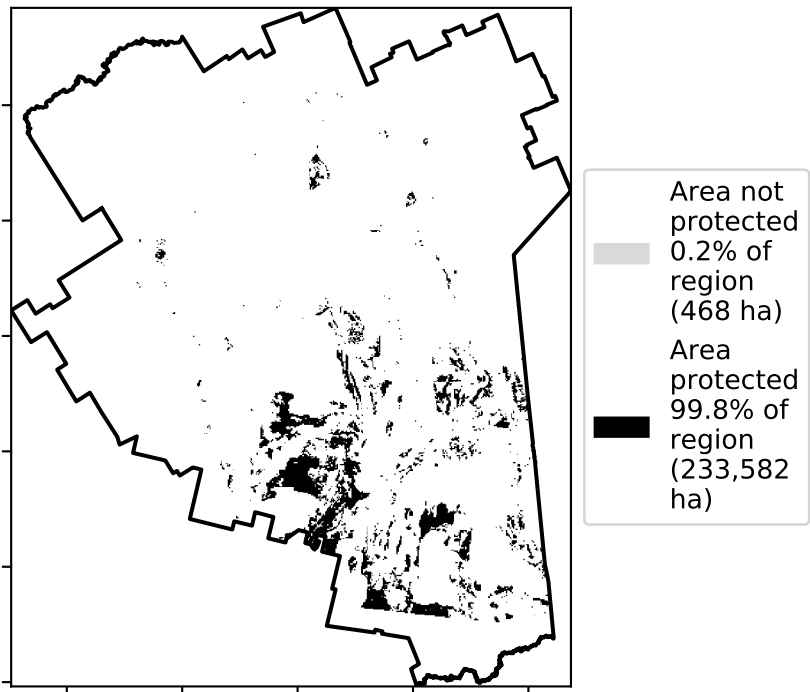 Area not
protected
0.2% of
region
(468 ha)
Area
protected
99.8% of
region
(233,582
ha)